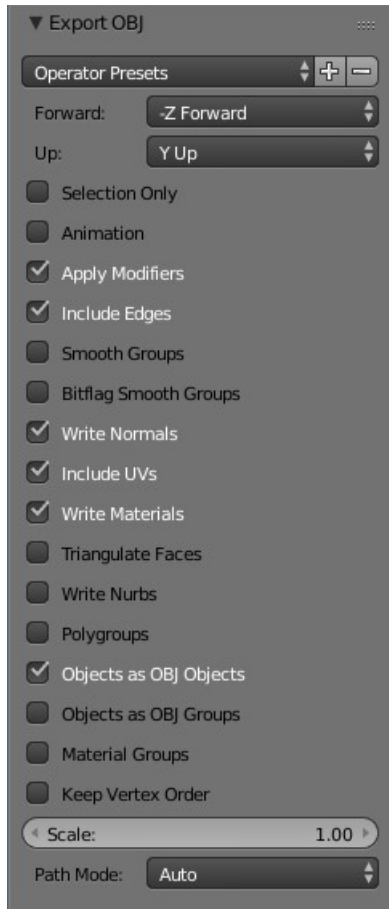 Export OBJ
Operator Presets
Forward: -Z Forward
Up: Y Up
Selection Only
Animation
Apply Modifiers
Include Edges
Smooth Groups
Bitflag Smooth Groups
Write Normals
Include UVs
Write Materials
Triangulate Faces
Write Nurbs
Polygroups
Objects as OBJ Objects
Objects as OBJ Groups
Material Groups
Keep Vertex Order
Scale: 1.00
Path Mode: Auto